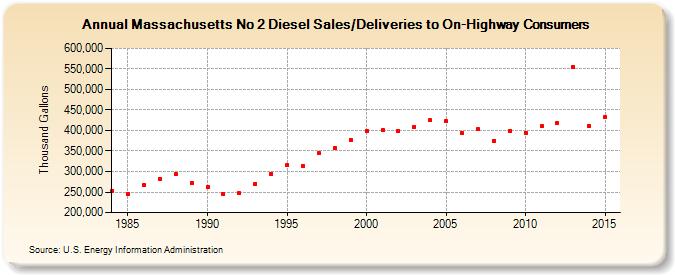 Annual Massachusetts No 2 Diesel Sales/Deliveries to On-Highway Consumers
Thousand Gallons
600,000
550,000
500,000
450,000
400,000
350,000
300,000
250,000
200,000
1985 1990 1995 2000 2005 2010 2015
Source: U.S. Energy Information Administration